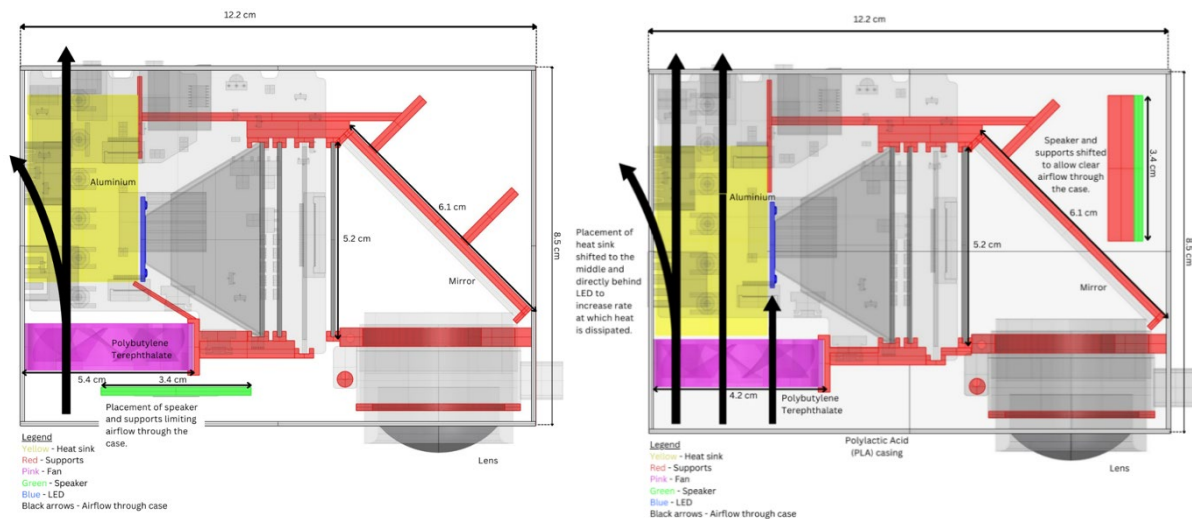 12.2 cm
Aluminium
6.1 cm
5.2 cm
8.5 cm
Mirror
Polybutylene
Terephthalate
5.4 cm
3.4 cm
Placement of speaker
and supports limiting
airflow through the
case.
Legend
Yellow - Heat sink
Red - Supports
Pink - Fan
Green - Speaker
Blue - LED
Black arrows - Airflow through case
Lens
12.2 cm
Speaker and
supports shifted
to allow clear
airflow through
the case.
3.4 cm
Aluminium
6.1 cm
5.2 cm
8.5 cm
Placement of
heat sink
shifted to the
middle and
directly behind
LED to
increase rate
at which heat
is dissipated.
Mirror
4.2 cm
Polybutylene
Terephthalate
Polylactic Acid
(PLA) casing
Legend
Yellow - Heat sink
Red - Supports
Pink - Fan
Green - Speaker
Blue - LED
Black arrows - Airflow through case
Lens